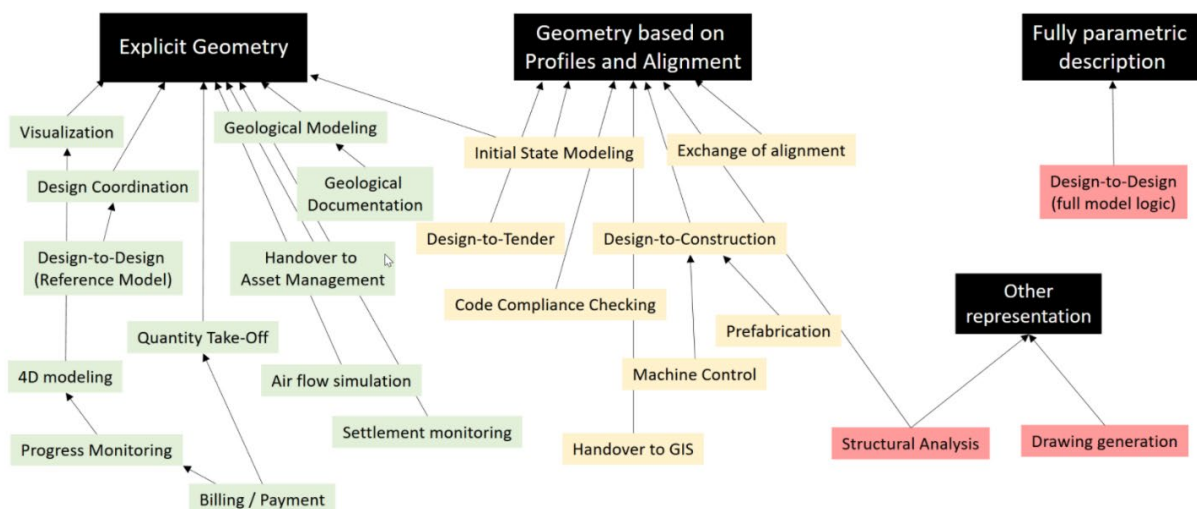 Explicit Geometry
Geometry based on
Profiles and Alignment
Fully parametric
description
Visualization
Geological Modeling
Initial State Modeling
Exchange of alignment
Design Coordination
Geological
Documentation
Design-to-Design
(full model logic)
Design-to-Tender
Design-to-Construction
Design-to-Design
(Reference Model)
Handover to
Asset Management
Code Compliance Checking
Other
representation
Quantity Take-Off
Prefabrication
4D modeling
Air flow simulation
Machine Control
Settlement monitoring
Progress Monitoring
Handover to GIS
Structural Analysis
Drawing generation
Billing / Payment